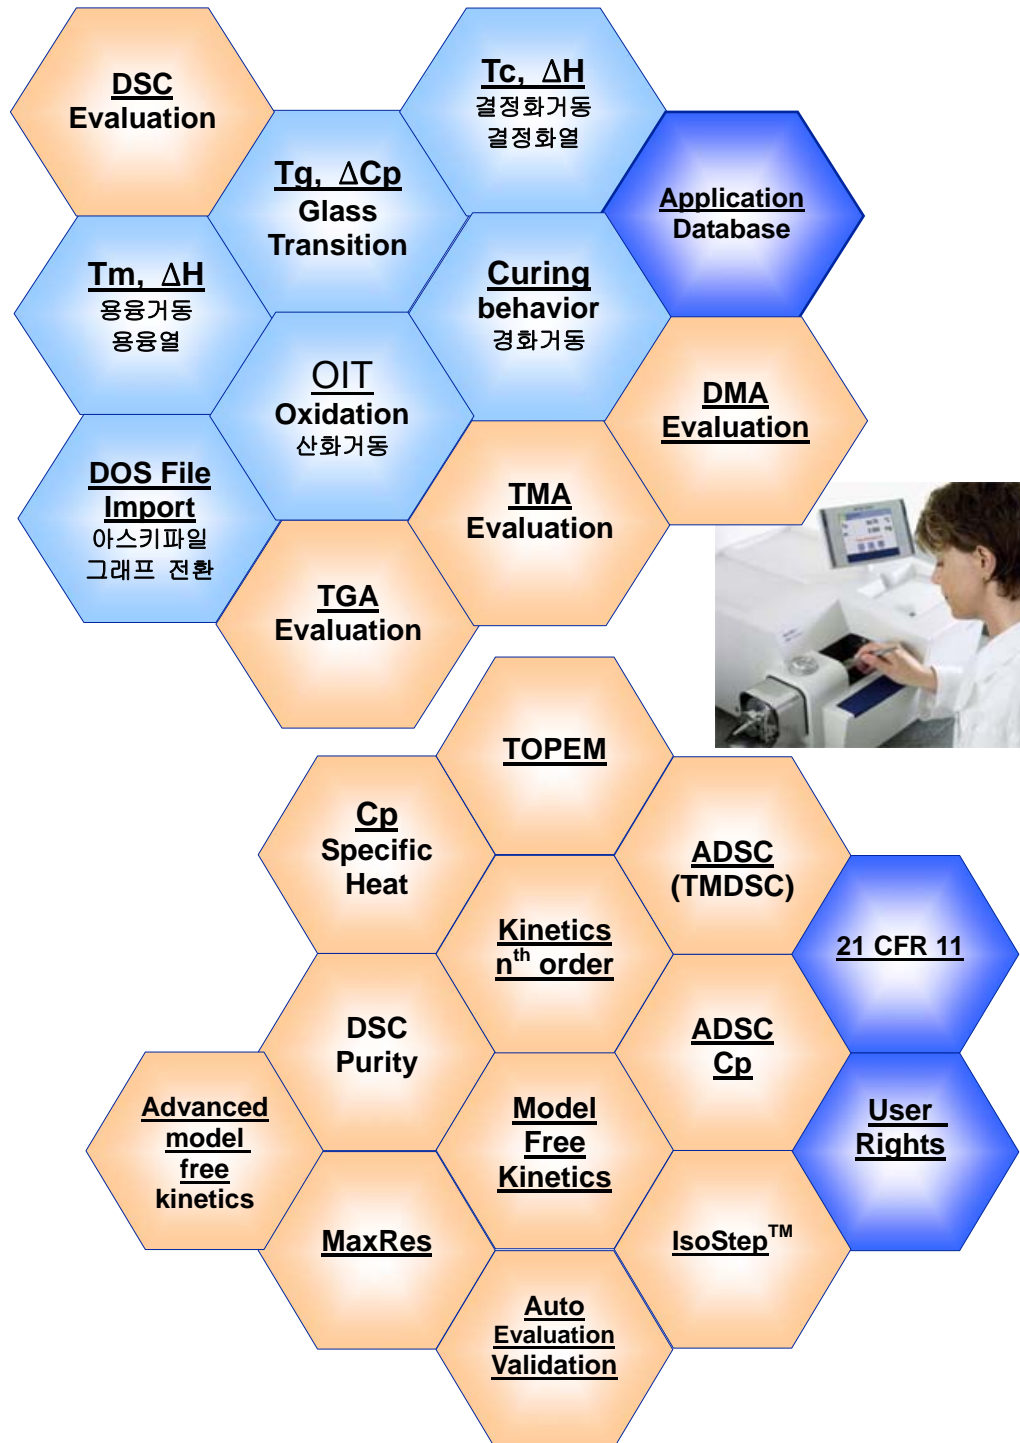 DSC
Evaluation
Tc, ΔH
결정화거동
결정화열
Tg, ΔCp
Glass
Transition
Application
Database
Tm, ΔH
용융거동
용융열
Curing
behavior
경화거동
OIT
Oxidation
산화거동
DMA
Evaluation
DOS File
Import
아스키파일
그래프 전환
TMA
Evaluation
TGA
Evaluation
TOPEM
Cp
Specific
Heat
ADSC
(TMDSC)
Kinetics
nth order
21 CFR 11
DSC
Purity
ADSC
Cp
Advanced
model
free
kinetics
Model
Free
Kinetics
User
Rights
MaxRes
IsoStep™
Auto
Evaluation
Validation